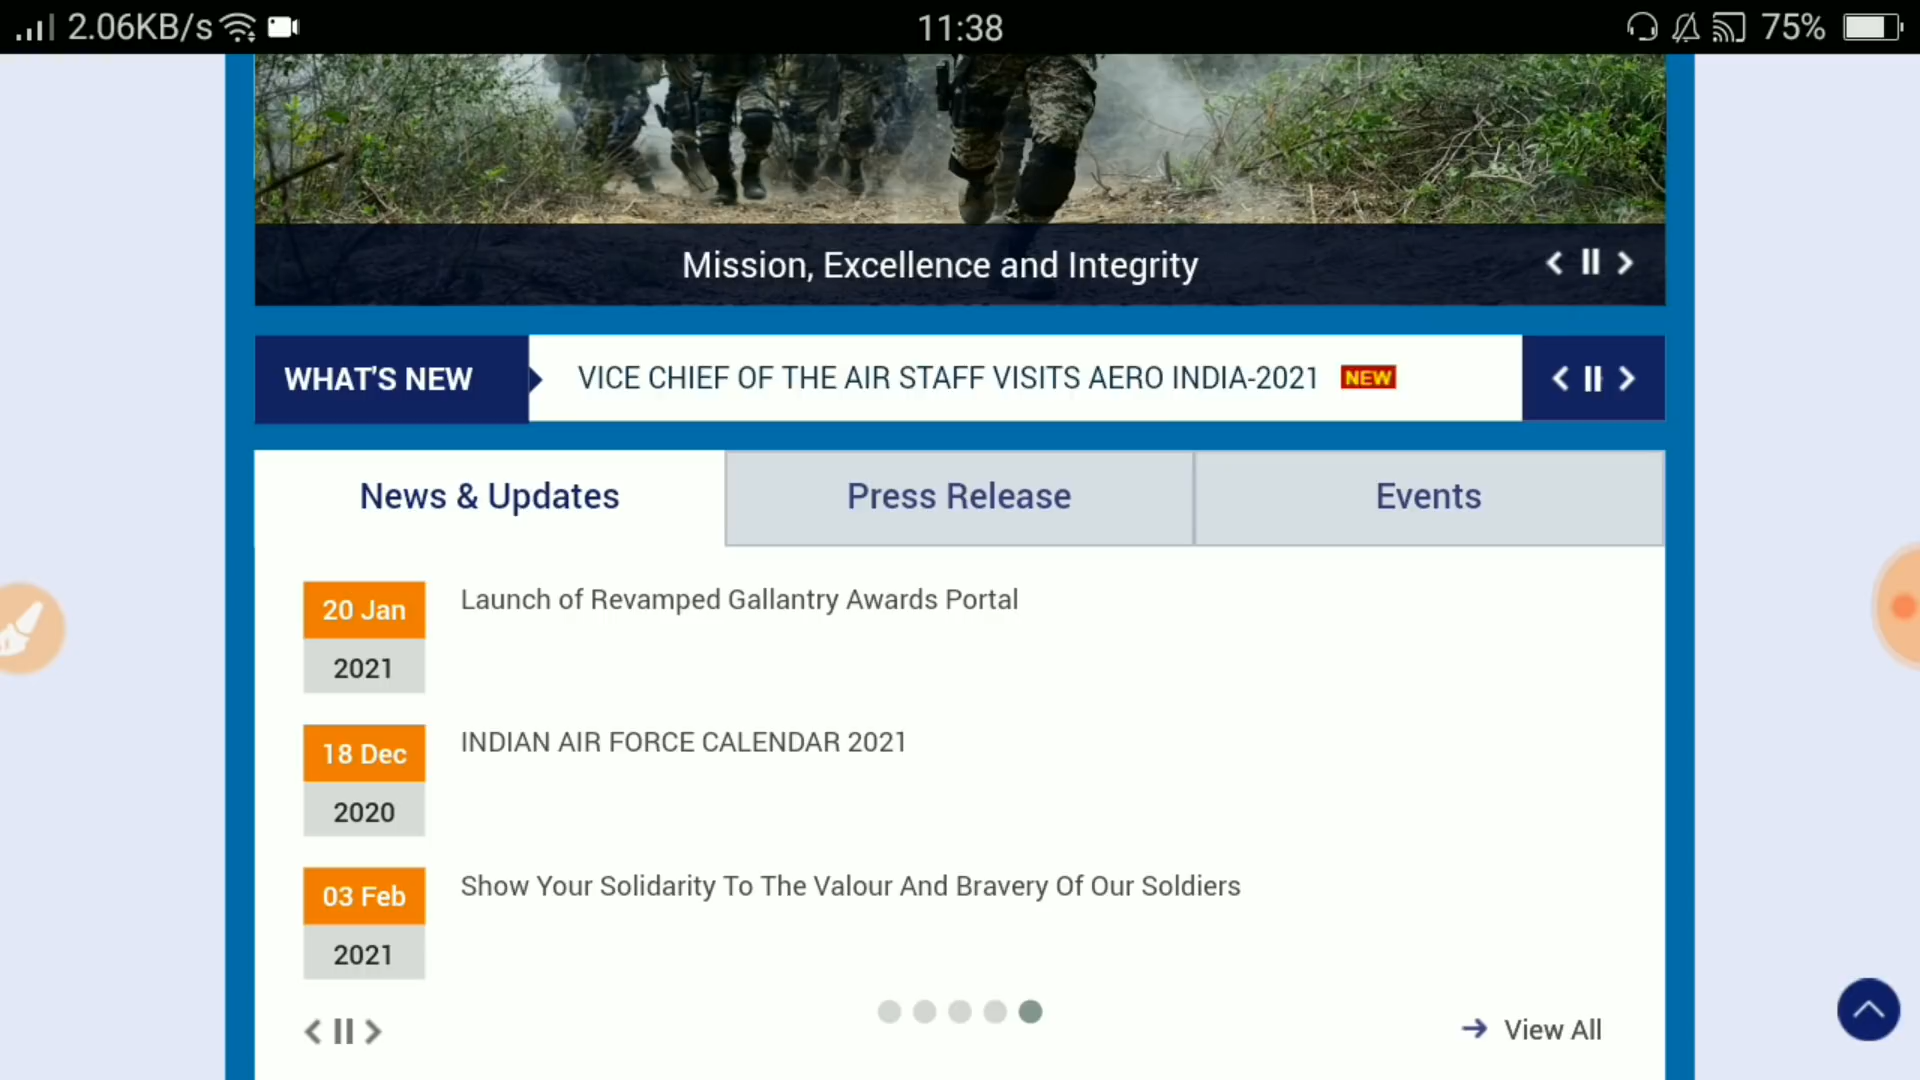 2.06KB/s 11:38 75%
Mission, Excellence and Integrity
WHAT'S NEW VICE CHIEF OF THE AIR STAFF VISITS AERO INDIA-2021 NEW
News & Updates Press Release Events
20 Jan Launch of Revamped Gallantry Awards Portal
2021
18 Dec INDIAN AIR FORCE CALENDAR 2021
2020
03 Feb Show Your Solidarity To The Valour And Bravery Of Our Soldiers
2021
View All